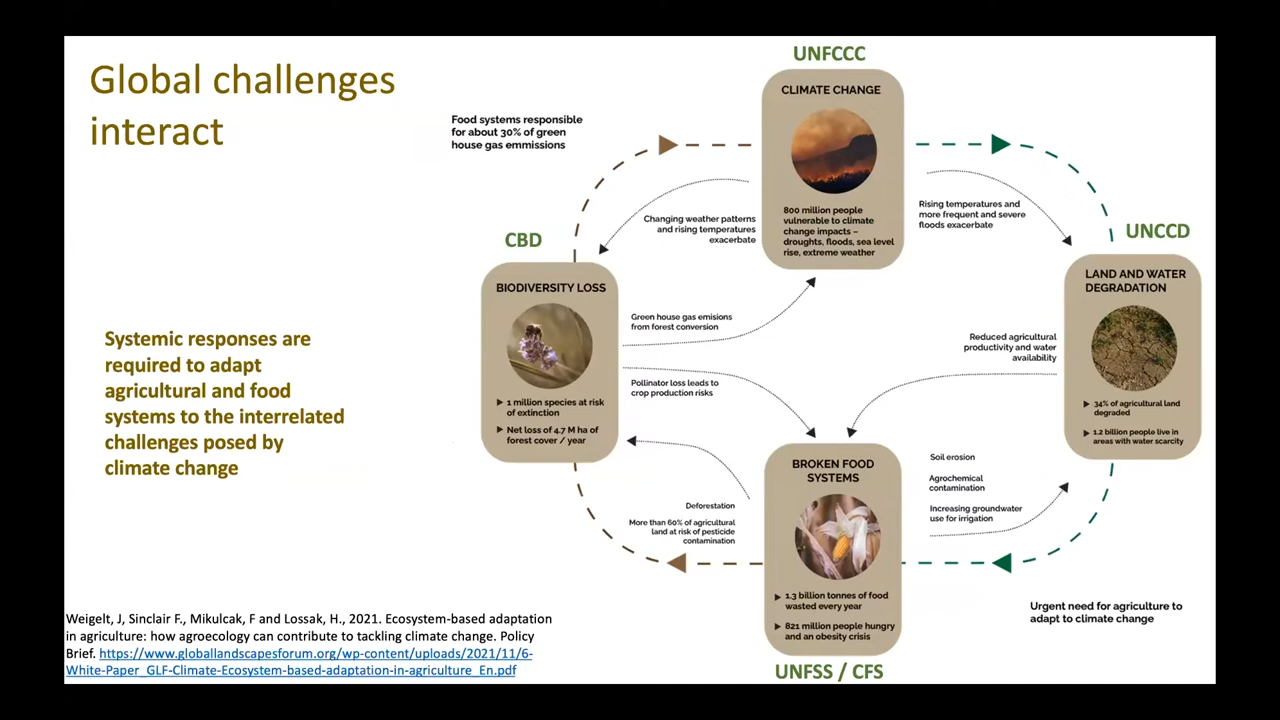 Global challenges
interact
Systemic responses are
required to adapt
agricultural and food
systems to the interrelated
challenges posed by
climate change
Weigelt, J, Sinclair F., Mikulcak, F and Lossak, H., 2021. Ecosystem-based adaptation
in agriculture: how agroecology can contribute to tackling climate change. Policy
Brief. https://www.globallandscapesforum.org/wp-content/uploads/2021/11/6-
White-Paper_GLF-Climate-Ecosystem-based-adaptation-in-agriculture_En.pdf
Food systems responsible
for about 30% of green
house gas emmissions
UNFCCC
CLIMATE CHANGE
800 million people
vulnerable to climate
change impacts –
droughts, floods, sea level
rise, extreme weather
Changing weather patterns
and rising temperatures
exacerbate
Rising temperatures and
more frequent and severe
floods exacerbate
CBD
BIODIVERSITY LOSS
1 million species at risk
of extinction
Net loss of 4.7 M ha of
forest cover / year
Green house gas emisions
from forest conversion
Pollinator loss leads to
crop production risks
UNCCD
LAND AND WATER
DEGRADATION
34% of agricultural land
degraded
1.2 billion people live in
areas with water scarcity
Reduced agricultural
productivity and water
availability
BROKEN FOOD
SYSTEMS
1.3 billion tonnes of food
wasted every year
821 million people hungry
and an obesity crisis
UNFSS / CFS
Deforestation
More than 60% of agricultural
land at risk of pesticide
contamination
Soil erosion
Agrochemical
contamination
Increasing groundwater
use for irrigation
Urgent need for agriculture to
adapt to climate change